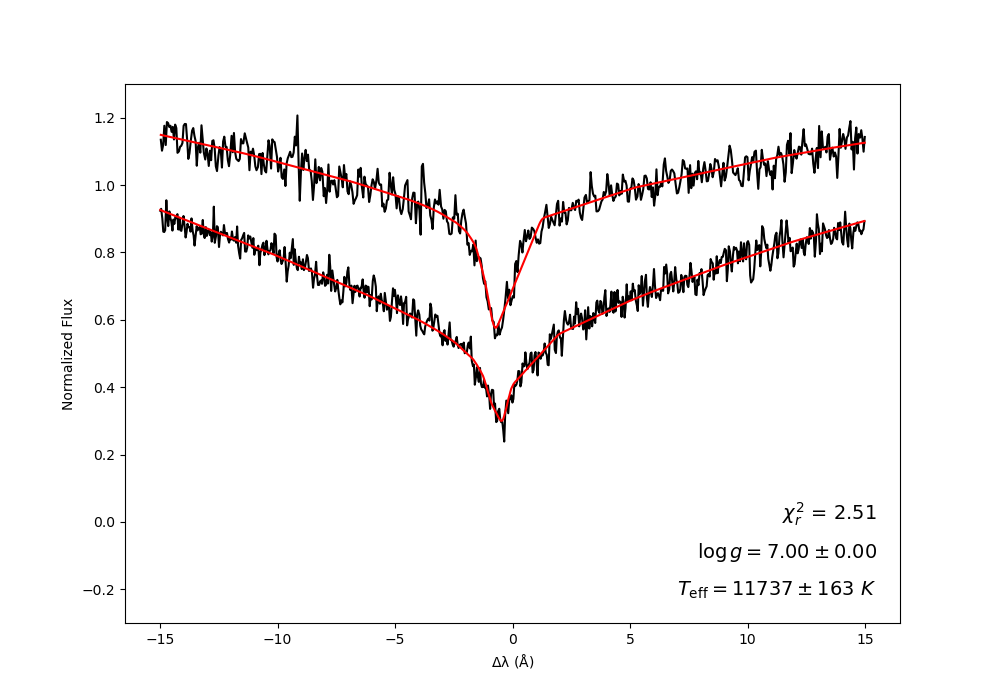 1.2
1.0
0.8
0.6
0.4
0.2
0.0
−0.2
Normalized Flux
χ²ᵣ = 2.51
log g = 7.00 ± 0.00
T_eff = 11737 ± 163 K
−15 −10 −5 0 5 10 15
Δλ (Å)